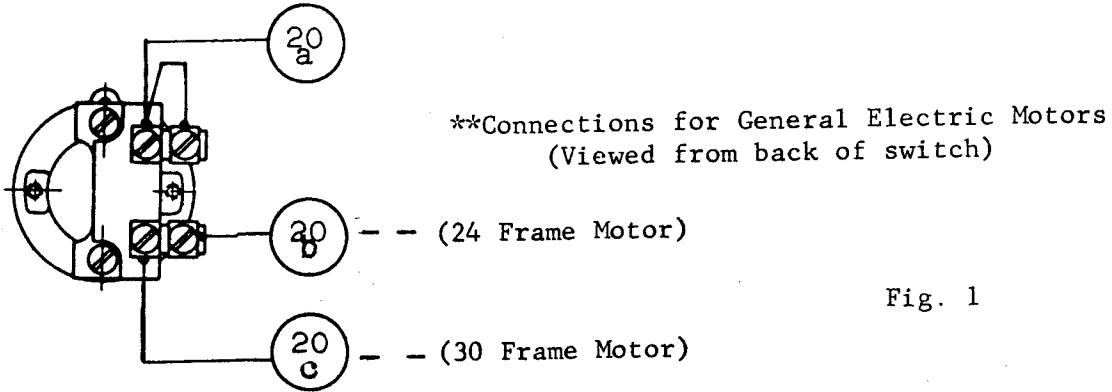 20
a
**Connections for General Electric Motors
(Viewed from back of switch)
20
b
-- (24 Frame Motor)
Fig. 1
20
c
-- (30 Frame Motor)